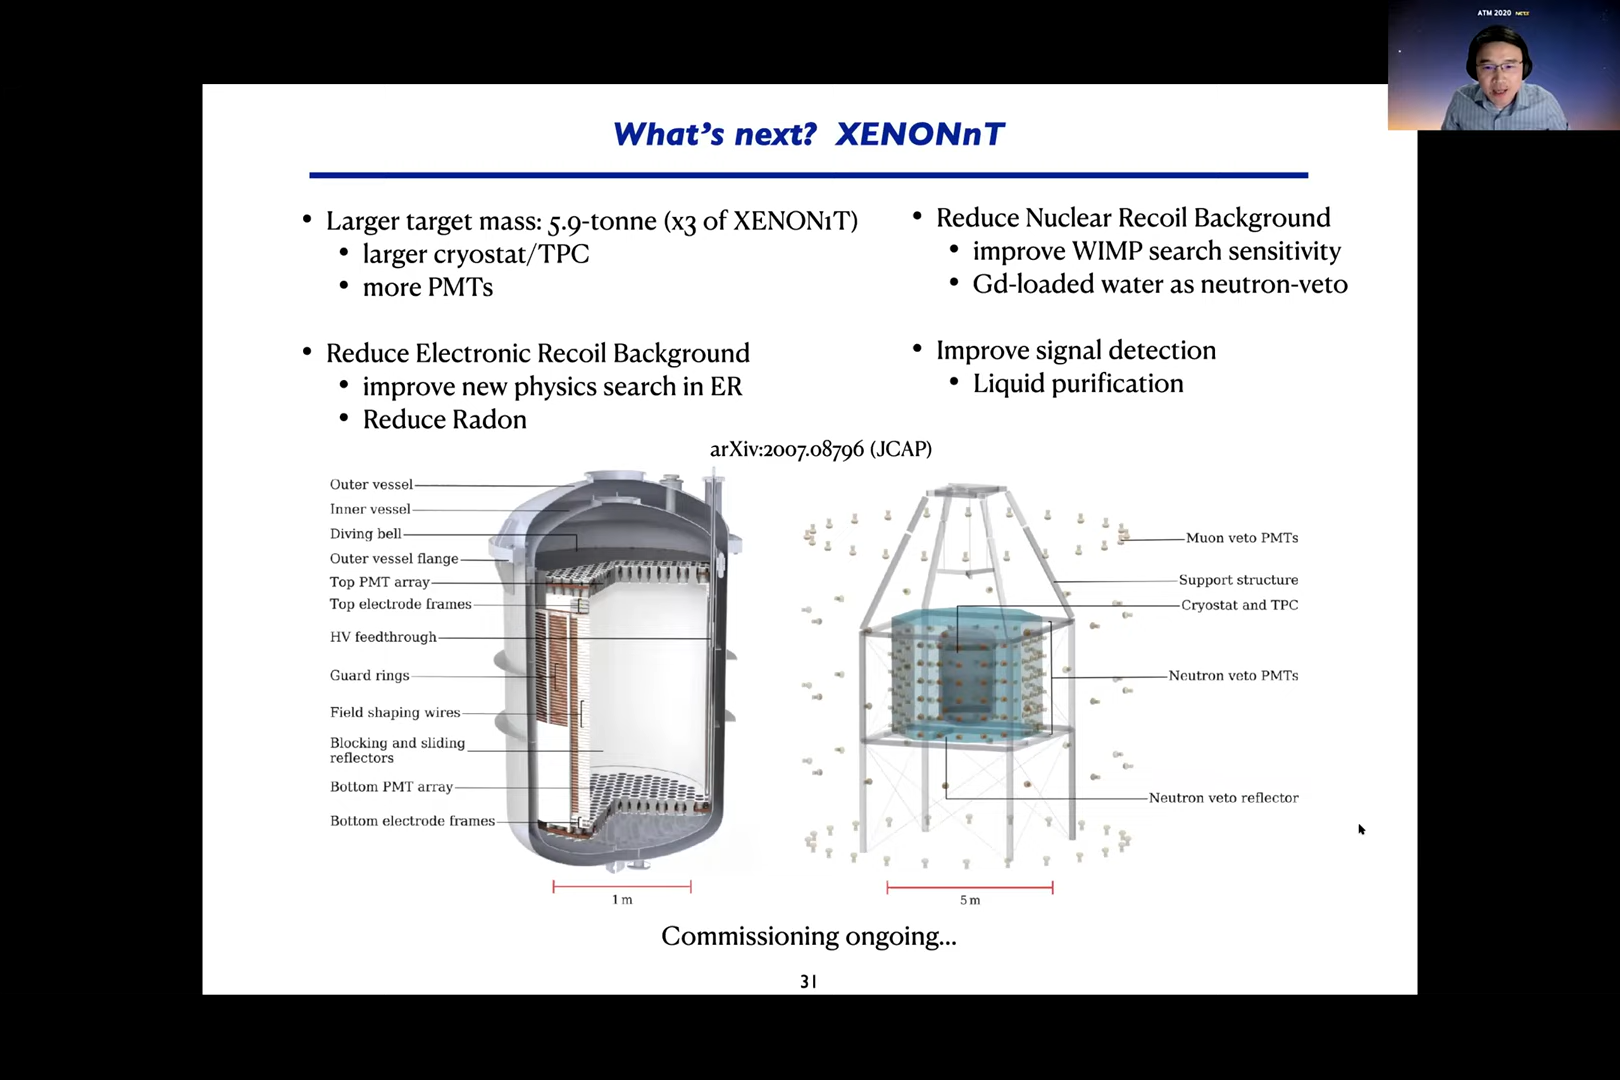 ATM 2020
What's next? XENONnT
• Larger target mass: 5.9-tonne (x3 of XENON1T)
• larger cryostat/TPC
• more PMTs
• Reduce Electronic Recoil Background
• improve new physics search in ER
• Reduce Radon
• Reduce Nuclear Recoil Background
• improve WIMP search sensitivity
• Gd-loaded water as neutron-veto
• Improve signal detection
• Liquid purification
arXiv:2007.08796 (JCAP)
Outer vessel
Inner vessel
Diving bell
Outer vessel flange
Top PMT array
Top electrode frames
HV feedthrough
Guard rings
Field shaping wires
Blocking and sliding
reflectors
Bottom PMT array
Bottom electrode frames
1 m
Muon veto PMTs
Support structure
Cryostat and TPC
Neutron veto PMTs
Neutron veto reflector
5 m
Commissioning ongoing...
31